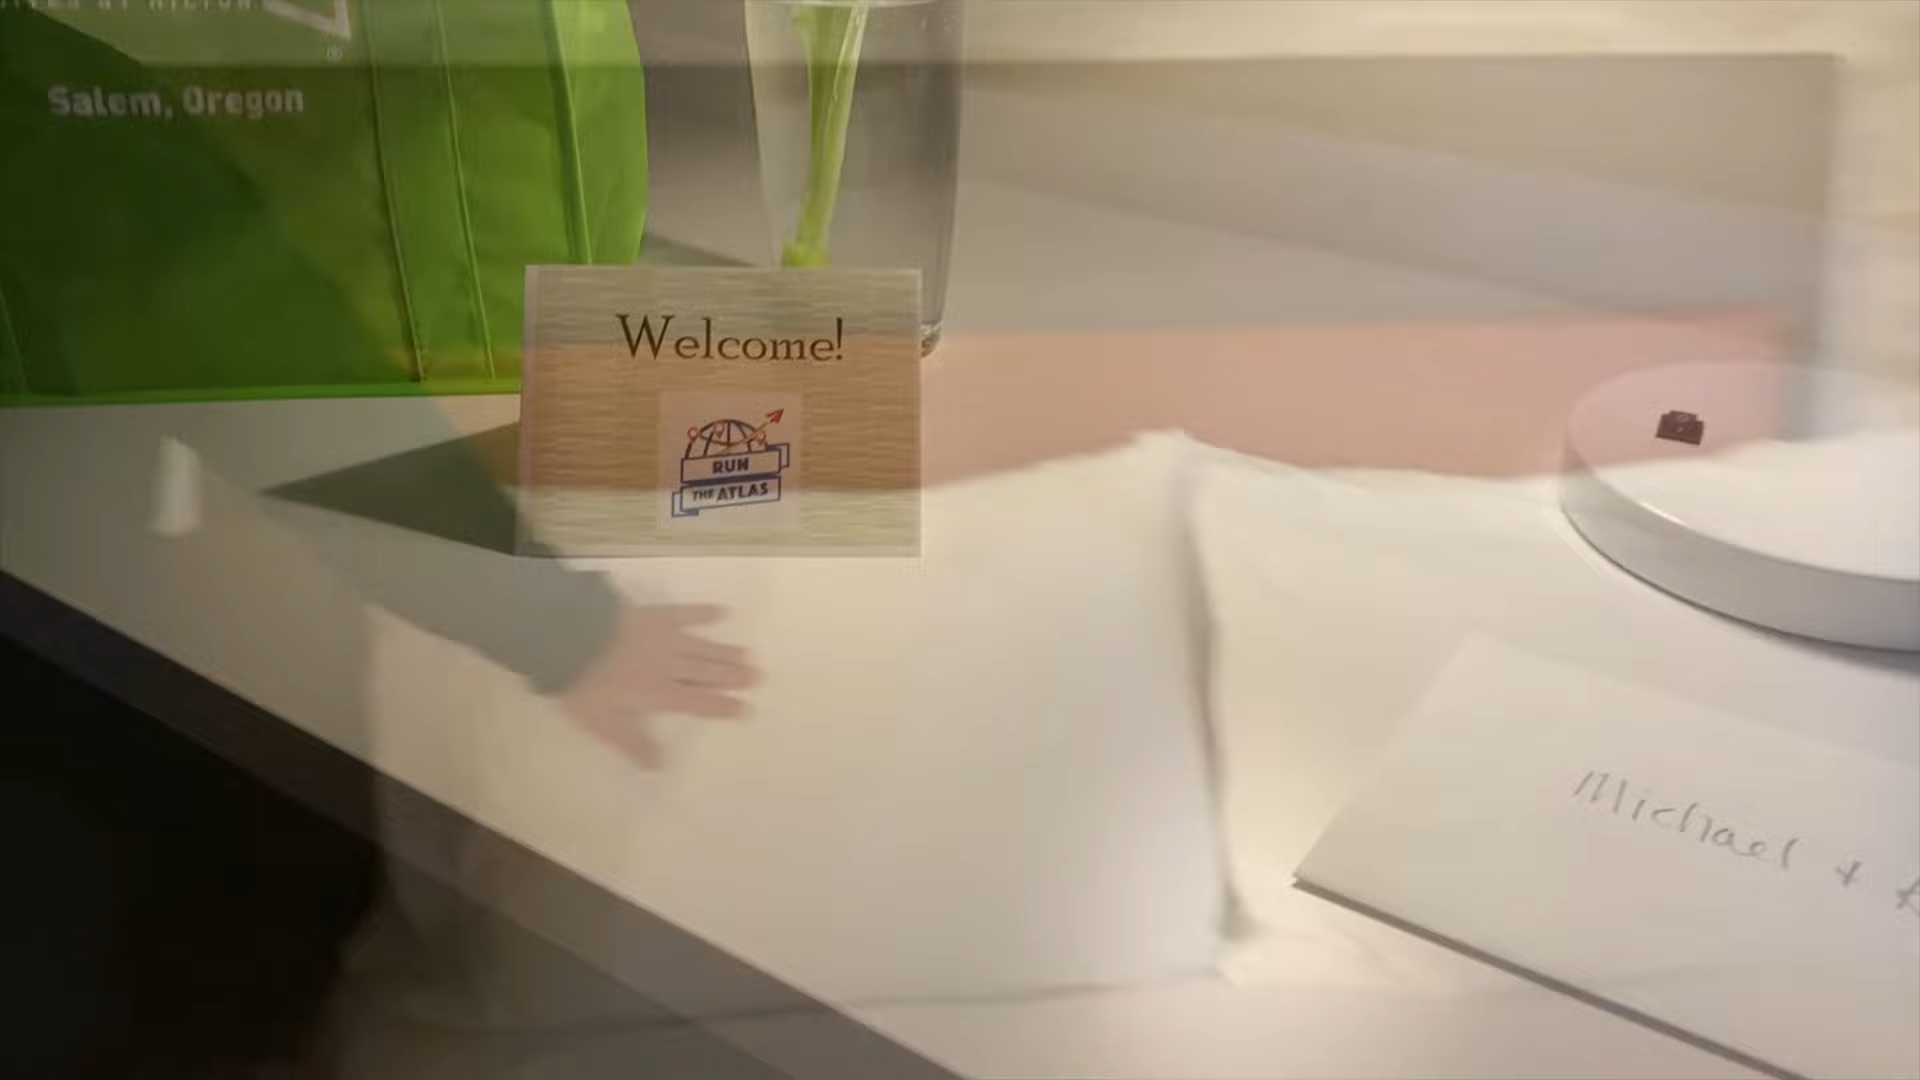 Salem, Oregon
Welcome!
RUN
THE ATLAS
Michael +